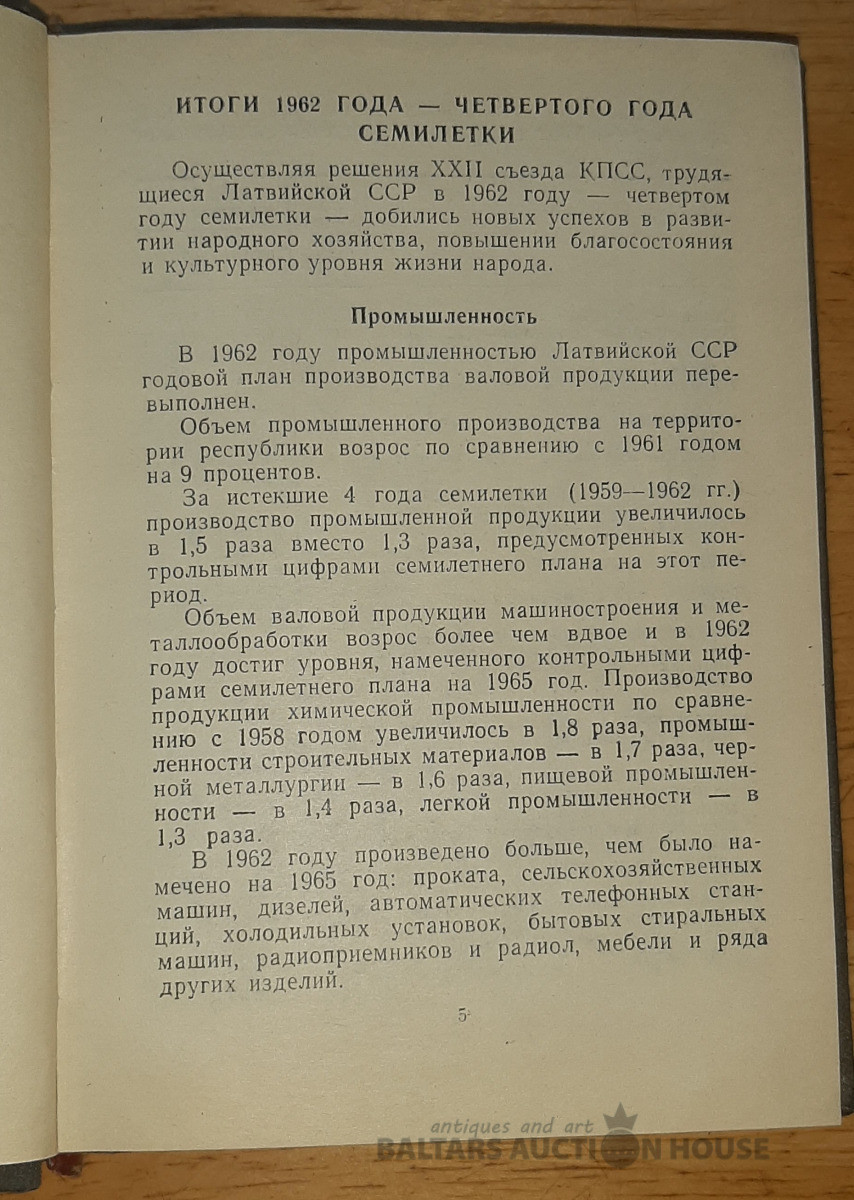 ИТОГИ 1962 ГОДА — ЧЕТВЕРТОГО ГОДА
СЕМИЛЕТКИ
Осуществляя решения XXII съезда КПСС, трудя-
щиеся Латвийской ССР в 1962 году — четвертом
году семилетки — добились новых успехов в разви-
тии народного хозяйства, повышении благосостояния
и культурного уровня жизни народа.
Промышленность
В 1962 году промышленностью Латвийской ССР
годовой план производства валовой продукции пере-
выполнен.
Объем промышленного производства на террито-
рии республики возрос по сравнению с 1961 годом
на 9 процентов.
За истекшие 4 года семилетки (1959—1962 гг.)
производство промышленной продукции увеличилось
в 1,5 раза вместо 1,3 раза, предусмотренных кон-
трольными цифрами семилетнего плана на этот пе-
риод.
Объем валовой продукции машиностроения и ме-
таллообработки возрос более чем вдвое и в 1962
году достиг уровня, намеченного контрольными циф-
рами семилетнего плана на 1965 год. Производство
продукции химической промышленности по сравне-
нию с 1958 годом увеличилось в 1,8 раза, промыш-
ленности строительных материалов — в 1,7 раза, чер-
ной металлургии — в 1,6 раза, пищевой промышлен-
ности — в 1,4 раза, легкой промышленности — в
1,3 раза.
В 1962 году произведено больше, чем было на-
мечено на 1965 год: проката, сельскохозяйственных
машин, дизелей, автоматических телефонных стан-
ций, холодильных установок, бытовых стиральных
машин, радиоприемников и радиол, мебели и ряда
других изделий.
5
antiques and art
BALTARS AUCTION HOUSE